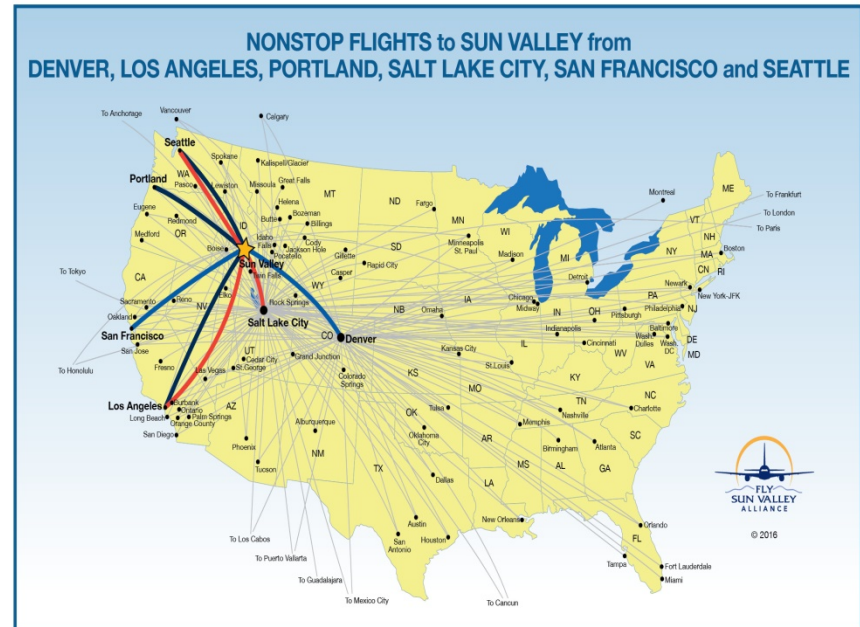 NONSTOP FLIGHTS to SUN VALLEY from
DENVER, LOS ANGELES, PORTLAND, SALT LAKE CITY, SAN FRANCISCO and SEATTLE
To Anchorage
Vancouver
Calgary
Seattle
Spokane
Kalispell/Glacier
WA
Pasco
Lewiston
Missoula
Great Falls
Portland
Helena
MT
ND
Fargo
MN
Montreal
ME
To Frankfurt
To London
To Paris
VT
NH
Eugene
Redmond
OR
Medford
ID
Butte
Bozeman
Billings
Boise
Idaho
Falls
Cody
Jackson Hole
Pocatello
Sun Valley
Twin Falls
Gillette
SD
Rapid City
Minneapolis
St. Paul
WI
Madison
MI
Detroit
NY
MA
Boston
CN
RI
Newark
New York-JFK
To Tokyo
CA
Sacramento
Reno
NV
Elko
WY
Casper
Rock Springs
NB
Omaha
IA
Chicago
Midway
IN
OH
PA
Pittsburgh
Philadelphia
NJ
Oakland
San Francisco
San Jose
Salt Lake City
CO
Denver
Indianapolis
Cincinnati
Baltimore
Wash.
Dulles
Wash.
DC
DE
MD
WV
VA
To Honolulu
Fresno
Las Vegas
UT
Cedar City
St.George
Grand Junction
Colorado
Springs
KS
Kansas City
MO
St.Louis
IL
KY
Los Angeles
Burbank
Ontario
Long Beach
Palm Springs
Orange County
San Diego
AZ
Phoenix
Tucson
Alburquerque
NM
OK
Oklahoma
City
Tulsa
AR
Memphis
TN
Nashville
NC
Charlotte
SC
Atlanta
GA
Birmingham
AL
MS
LA
TX
Dallas
Austin
San
Antonio
Houston
New Orleans
Orlando
FL
Tampa
Fort Lauderdale
Miami
To Los Cabos
To Puerto Vallarta
To Guadalajara
To Mexico City
To Cancun
FLY
SUN VALLEY
ALLIANCE
© 2016